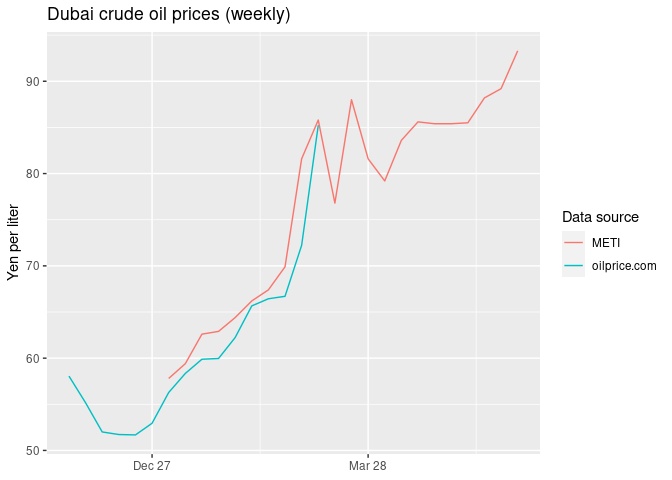 Dubai crude oil prices (weekly)
90
80
70
60
50
Yen per liter
Dec 27
Mar 28
Data source
METI
oilprice.com